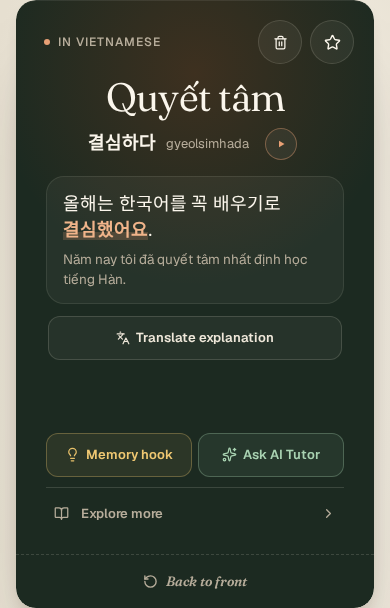 IN VIETNAMESE
Quyết tâm
결심하다 gyeolsimhada
올해는 한국어를 꼭 배우기로
결심했어요.
Năm nay tôi đã quyết tâm nhất định học
tiếng Hàn.
Translate explanation
Memory hook
Ask AI Tutor
Explore more
Back to front